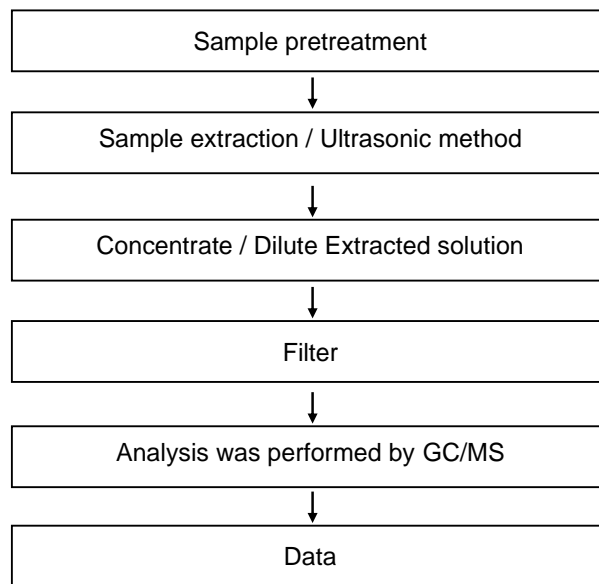 Sample pretreatment
Sample extraction / Ultrasonic method
Concentrate / Dilute Extracted solution
Filter
Analysis was performed by GC/MS
Data